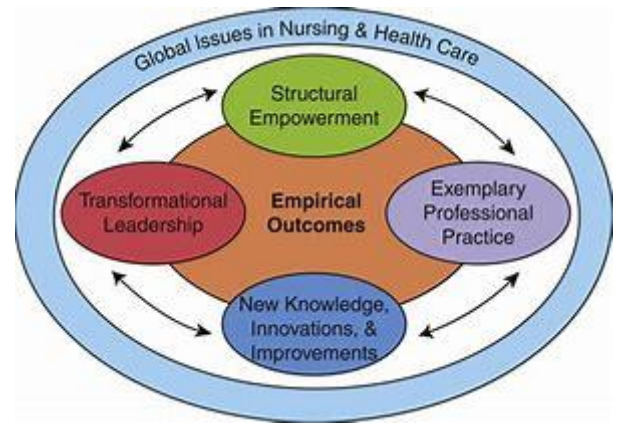 Global Issues in Nursing & Health Care
Structural
Empowerment
Transformational
Leadership
Empirical
Outcomes
Exemplary
Professional
Practice
New Knowledge,
Innovations, &
Improvements